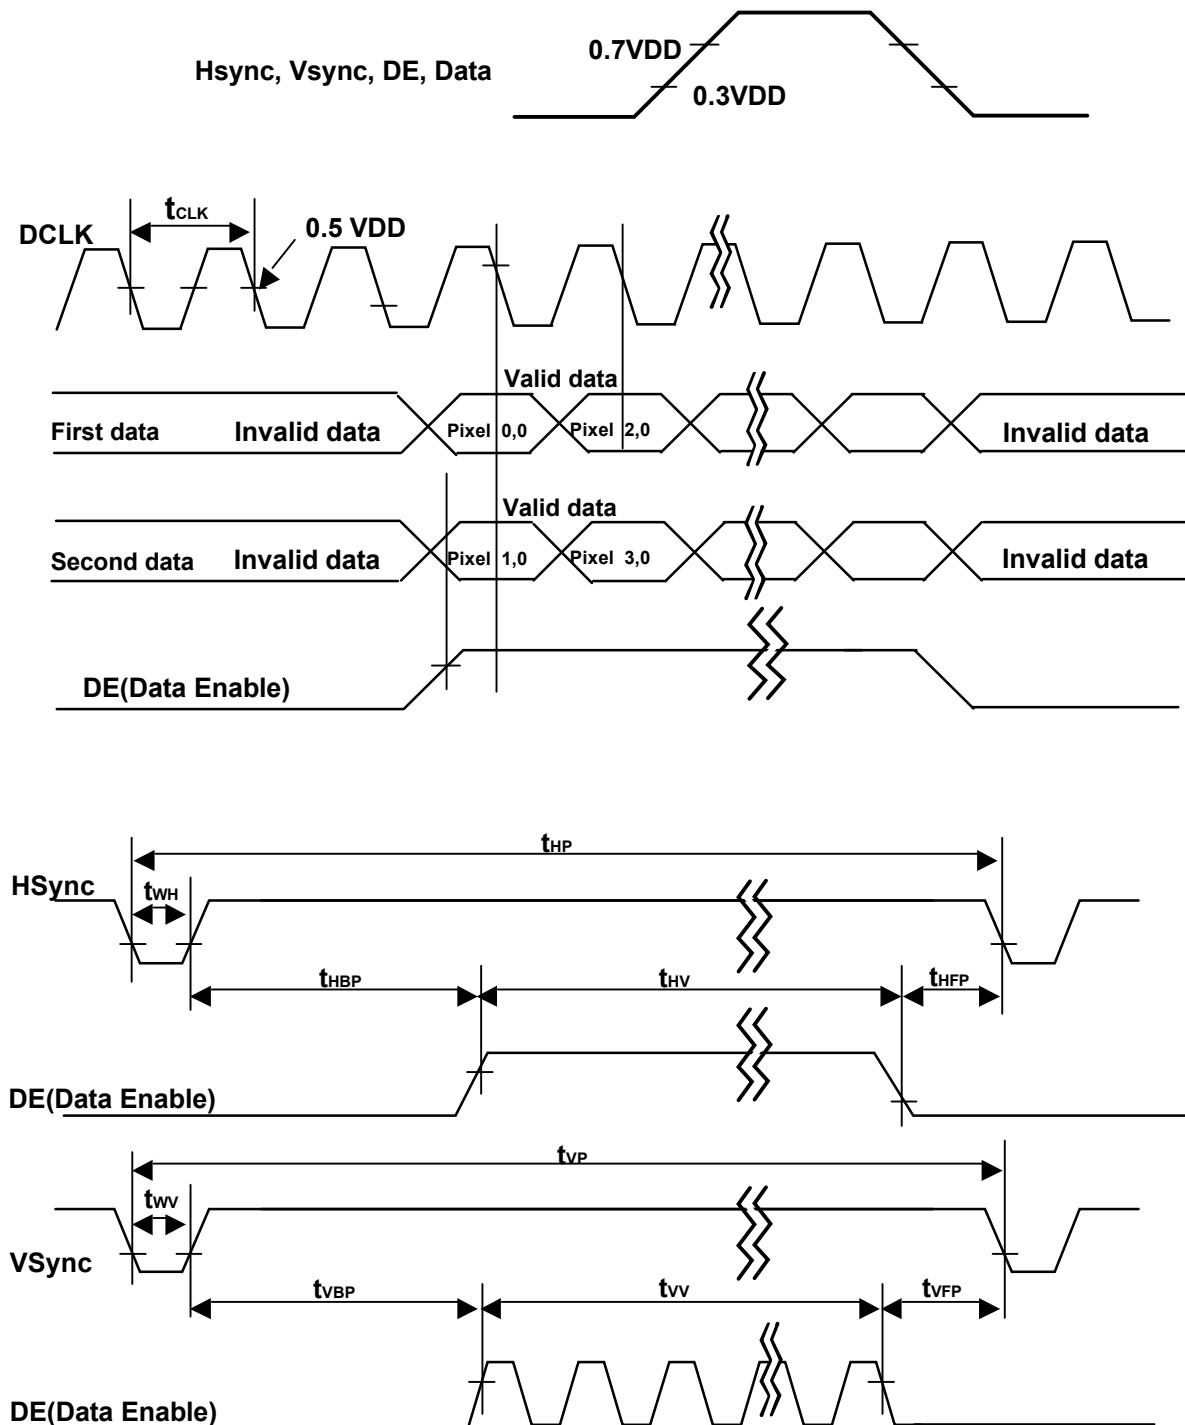 0.7VDD
Hsync, Vsync, DE, Data
0.3VDD
tCLK
0.5 VDD
DCLK
Valid data
First data Invalid data Pixel 0,0 Pixel 2,0 Invalid data
Valid data
Second data Invalid data Pixel 1,0 Pixel 3,0 Invalid data
DE(Data Enable)
tHP
HSync
tWH
tHBP tHV tHFP
DE(Data Enable)
tVP
tWV
VSync
tVBP tVV tVFP
DE(Data Enable)